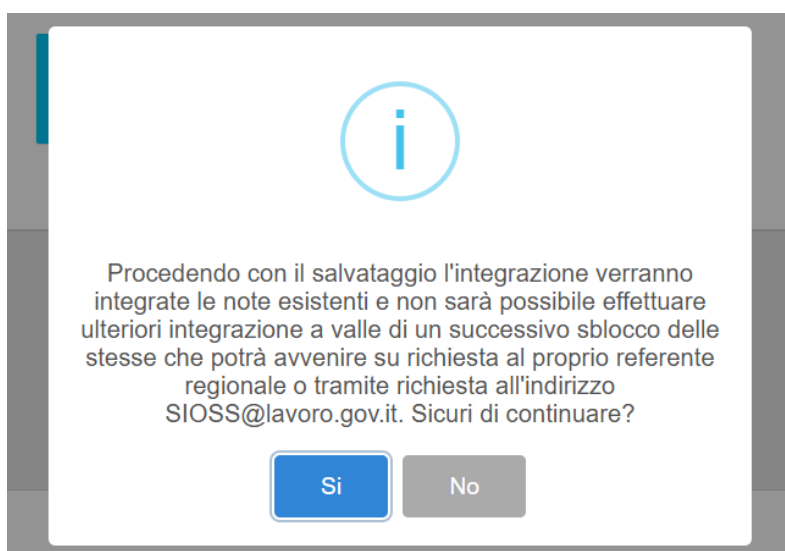 i
Procedendo con il salvataggio l'integrazione verranno
integrate le note esistenti e non sarà possibile effettuare
ulteriori integrazione a valle di un successivo sblocco delle
stesse che potrà avvenire su richiesta al proprio referente
regionale o tramite richiesta all'indirizzo
SIOSS@lavoro.gov.it. Sicuri di continuare?
Si No